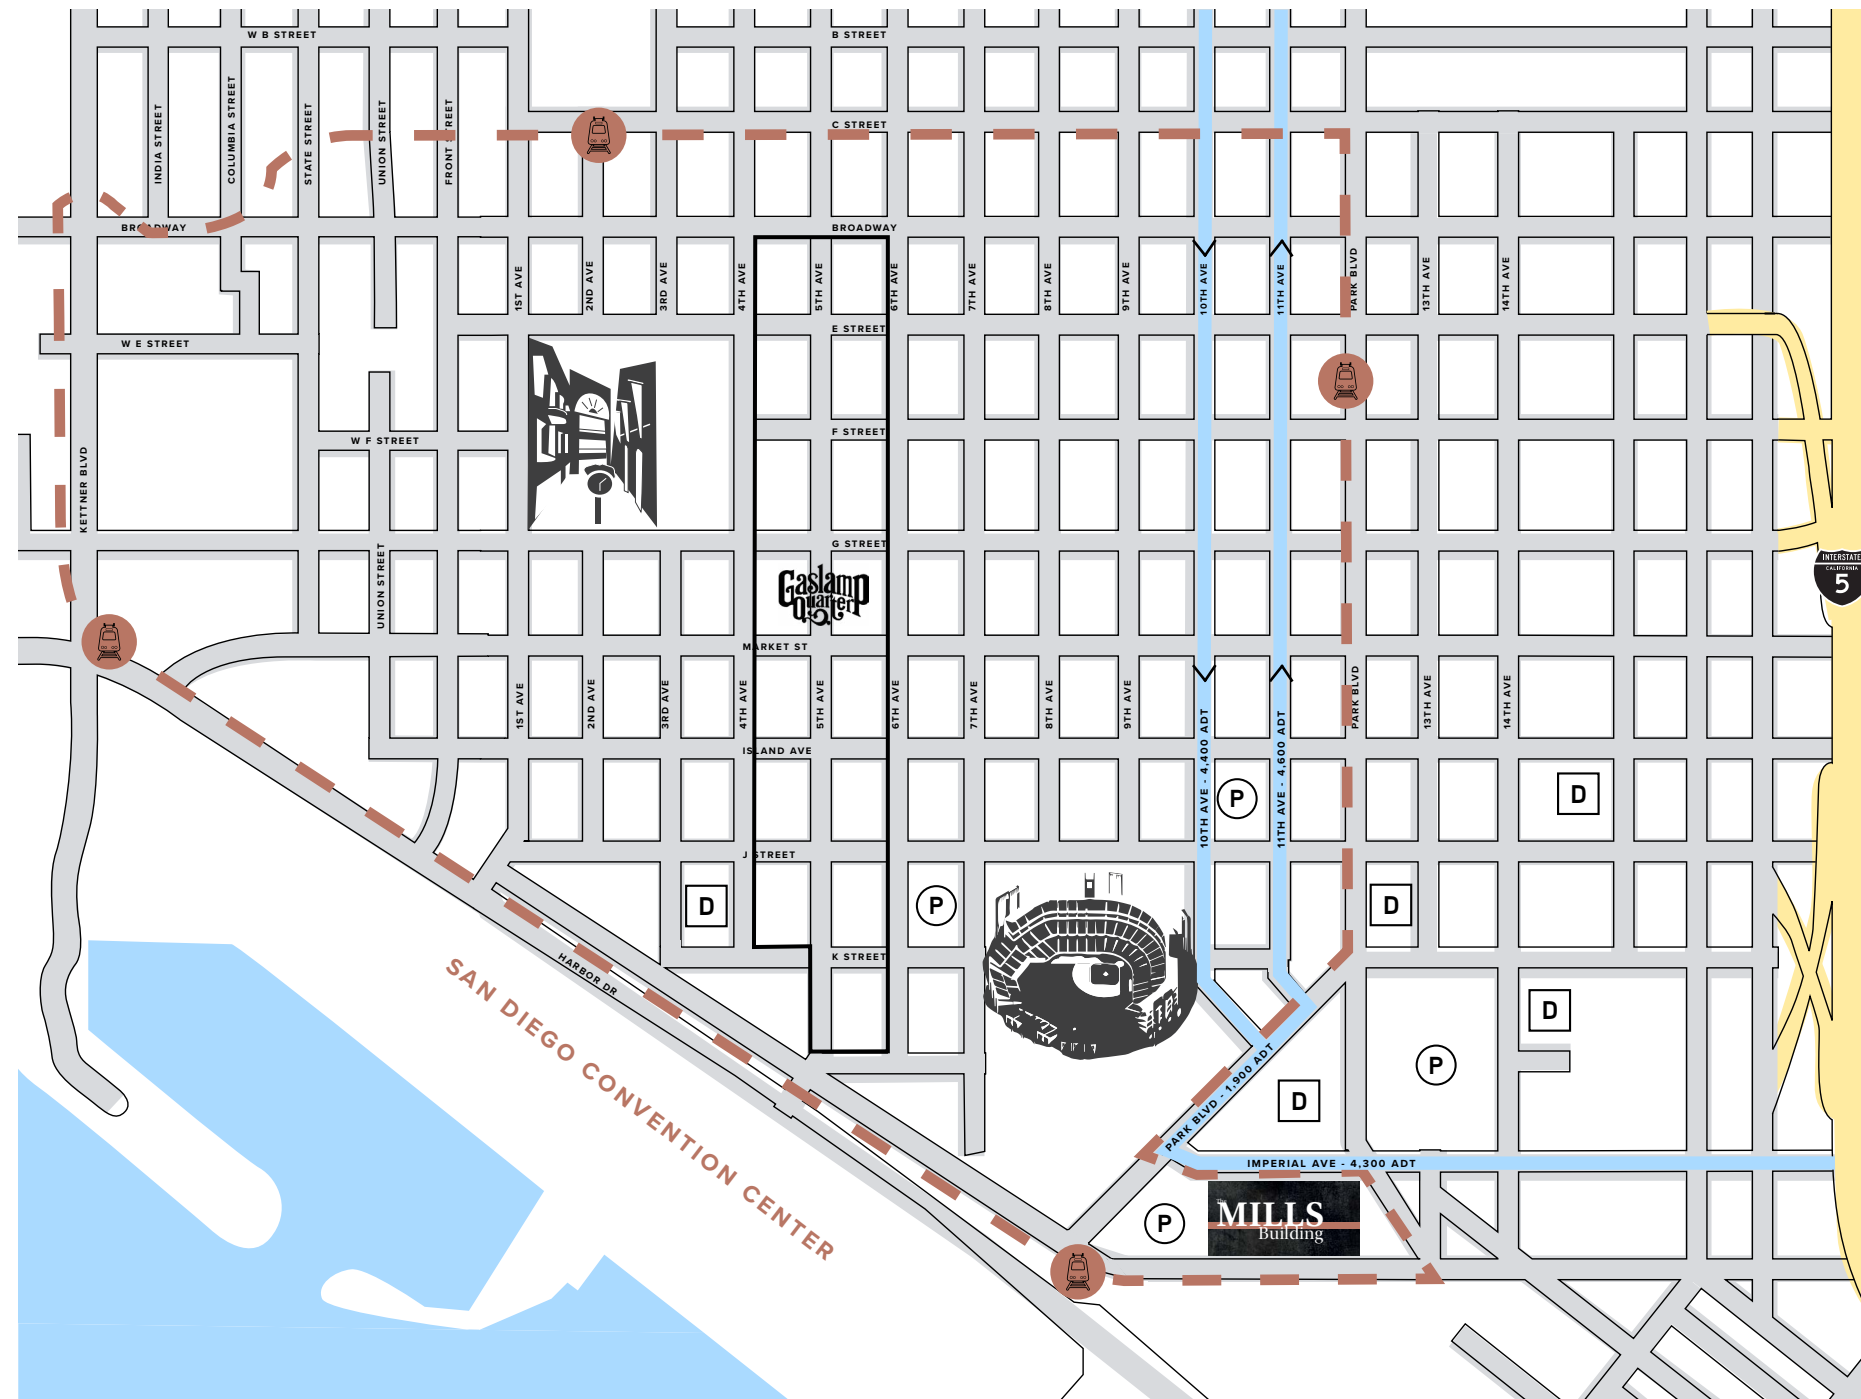 W B STREET
B STREET
INDIA STREET
COLUMBIA STREET
STATE STREET
UNION STREET
FRONT STREET
C STREET
BROADWAY
BROADWAY
1ST AVE
2ND AVE
3RD AVE
4TH AVE
5TH AVE
6TH AVE
7TH AVE
8TH AVE
9TH AVE
10TH AVE
11TH AVE
PARK BLVD
13TH AVE
14TH AVE
W E STREET
E STREET
W F STREET
F STREET
KETTNER BLVD
UNION STREET
G STREET
INTERSTATE
CALIFORNIA
5
Gaslamp
Quarter
MARKET ST
1ST AVE
2ND AVE
3RD AVE
4TH AVE
5TH AVE
6TH AVE
7TH AVE
8TH AVE
9TH AVE
10TH AVE - 4,400 ADT
11TH AVE - 4,600 ADT
PARK BLVD
13TH AVE
14TH AVE
ISLAND AVE
P
D
J STREET
D
P
D
K STREET
HARBOR DR
SAN DIEGO CONVENTION CENTER
D
P
D
PARK BLVD - 1,900 ADT
IMPERIAL AVE - 4,300 ADT
P
The
MILLS
Building